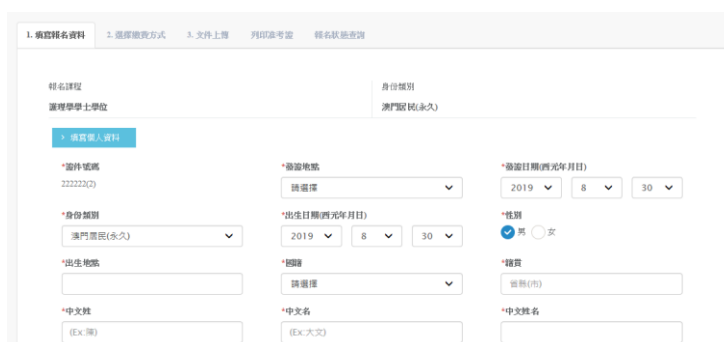 1. 填寫報名資料 2. 選擇繳費方式 3. 文件上傳 列印准考證 報名狀態查詢
報名課程 身份類別
護理學學士學位 澳門居民(永久)
> 填寫個人資料
*證件號碼 *發證地點 *發證日期(西元年月日)
222222(2) 請選擇 2019 8 30
*身份類別 *出生日期(西元年月日) *性別
澳門居民(永久) 2019 8 30 男 女
*出生地點 *國籍 *籍貫
請選擇 省縣(市)
*中文姓 *中文名 *中文姓名
(Ex:陳) (Ex:大文)